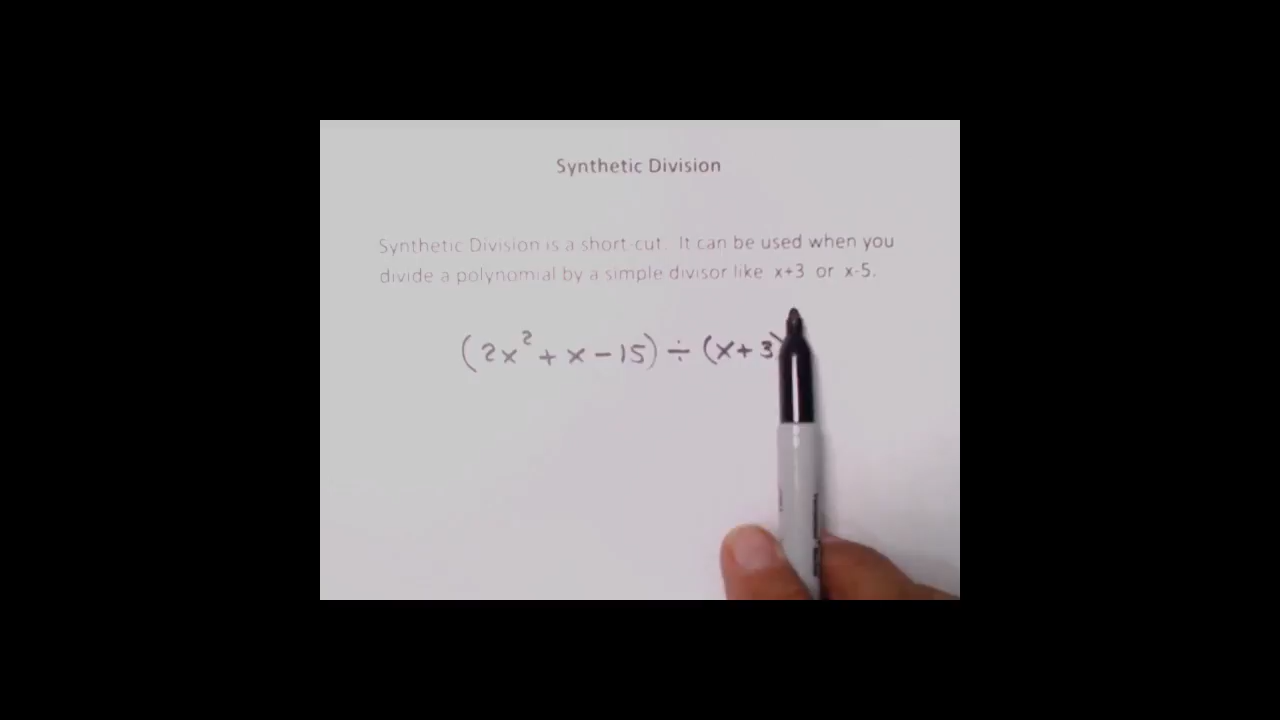 Synthetic Division
Synthetic Division is a short-cut. It can be used when you
divide a polynomial by a simple divisor like x+3 or x-5.
(2x² + x - 15) ÷ (x + 3)